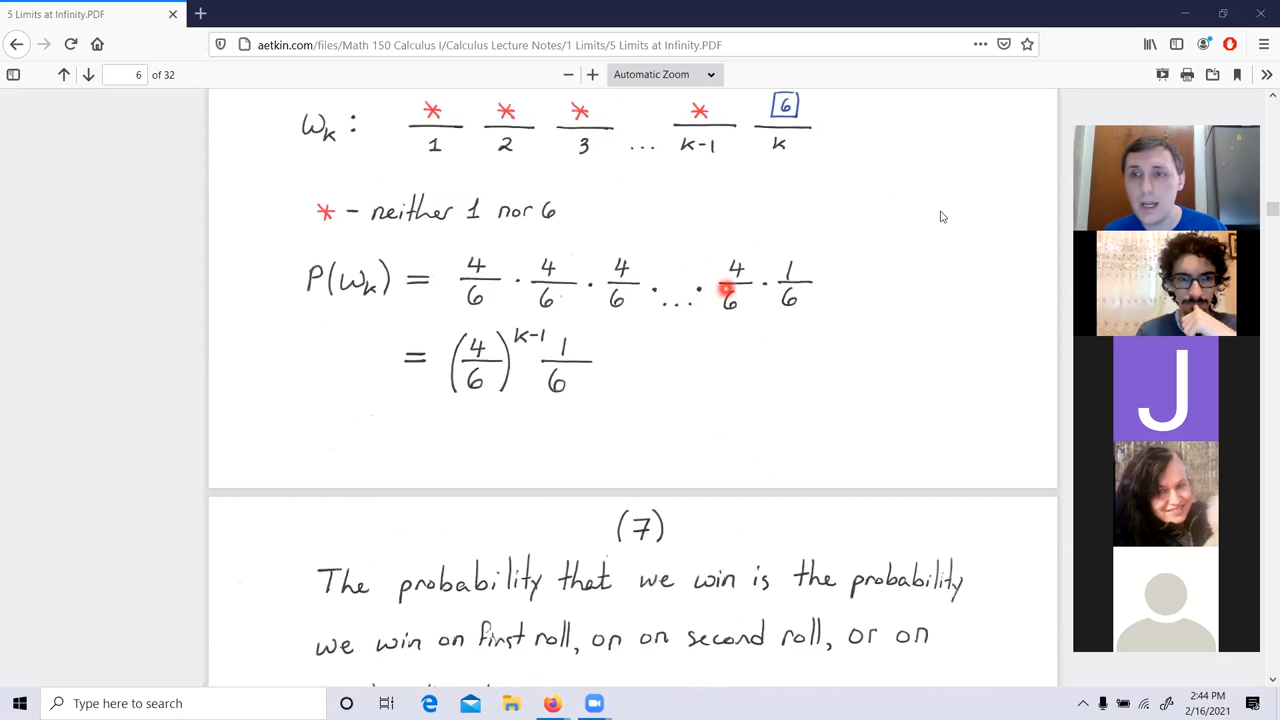 5 Limits at Infinity.PDF
aetkin.com/files/Math 150 Calculus I/Calculus Lecture Notes/1 Limits/5 Limits at Infinity.PDF
6 of 32
Automatic Zoom
Wk : * * * * 6
1 2 3 ... k-1 k
* - neither 1 nor 6
P(Wk) = 4/6 · 4/6 · 4/6 · ... · 4/6 · 1/6
= (4/6)^k-1 1/6
(7)
The probability that we win is the probability
we win on first roll, or on second roll, or on
J
Type here to search
2:44 PM
2/16/2021